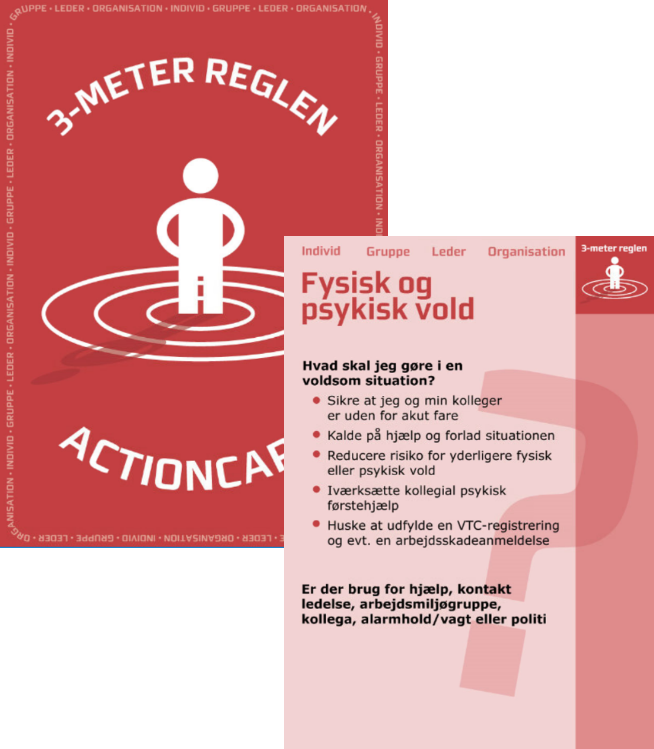 GRUPPE • LEDER • ORGANISATION • INDIVID • GRUPPE • LEDER • ORGANISATION •
INDIVID • GRUPPE • LEDER • ORGANISATION •
ORGANISATION • INDIVID • GRUPPE • LEDER • ORGANISATION • INDIVID • GRUPPE • LEDER • ORGANISATION • INDIVID •
• LEDER • GRUPPE • INDIVID • ORGANISATION • LEDER •
3-METER REGLEN
ACTIONCAR
Individ Gruppe Leder Organisation
3-meter reglen
Fysisk og
psykisk vold
Hvad skal jeg gøre i en
voldsom situation?
• Sikre at jeg og min kolleger
er uden for akut fare
• Kalde på hjælp og forlad situationen
• Reducere risiko for yderligere fysisk
eller psykisk vold
• Iværksætte kollegial psykisk
førstehjælp
• Huske at udfylde en VTC-registrering
og evt. en arbejdsskadeanmeldelse
Er der brug for hjælp, kontakt
ledelse, arbejdsmiljøgruppe,
kollega, alarmhold/vagt eller politi
?